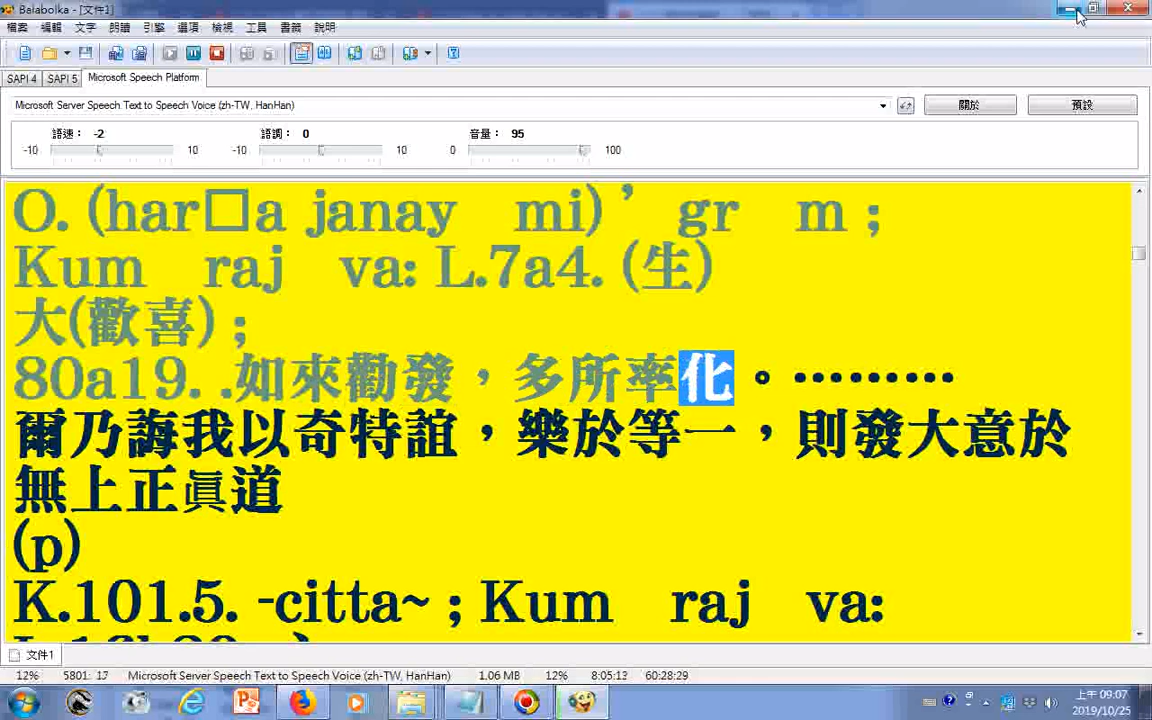 Balabolka - [文件1]
檔案 編輯 文字 朗讀 引擎 選項 檢視 工具 書籤 說明
SAPI 4 SAPI 5 Microsoft Speech Platform
Microsoft Server Speech Text to Speech Voice (zh-TW, HanHan) 關於 預設
語速： -2 語調： 0 音量： 95
-10 10 -10 10 0 100
O. (har□a janay mi) ’ gr m ;
Kum raj va: L.7a4. (生)
大(歡喜) ;
80a19. .如來勸發，多所率化。·········
爾乃誨我以奇特誼，樂於等一，則發大意於
無上正眞道
(p)
K.101.5. -citta~ ; Kum raj va:
文件1
12% 5801: 17 Microsoft Server Speech Text to Speech Voice (zh-TW, HanHan) 1.06 MB 12% 8:05:13 60:28:29
上午 09:07
2019/10/25